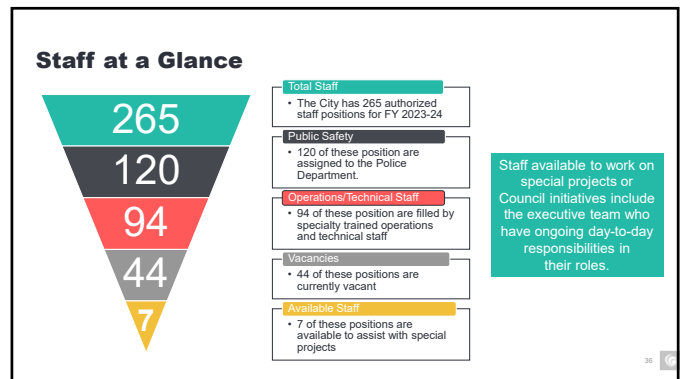 Staff at a Glance
265
120
94
44
7
Total Staff
• The City has 265 authorized
staff positions for FY 2023-24
Public Safety
• 120 of these position are
assigned to the Police
Department.
Operations/Technical Staff
• 94 of these position are filled by
specialty trained operations
and technical staff
Vacancies
• 44 of these positions are
currently vacant
Available Staff
• 7 of these positions are
available to assist with special
projects
Staff available to work on
special projects or
Council initiatives include
the executive team who
have ongoing day-to-day
responsibilities in
their roles.
36